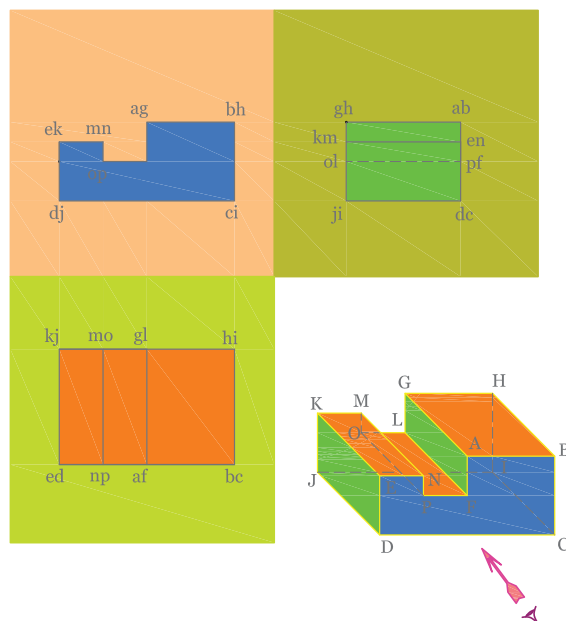 ag bh gh ab
ek mn km en
ol pf
dj ci ji dc
kj mo gl hi
ed np af bc
G H
K M
L
O A B
J N
D C